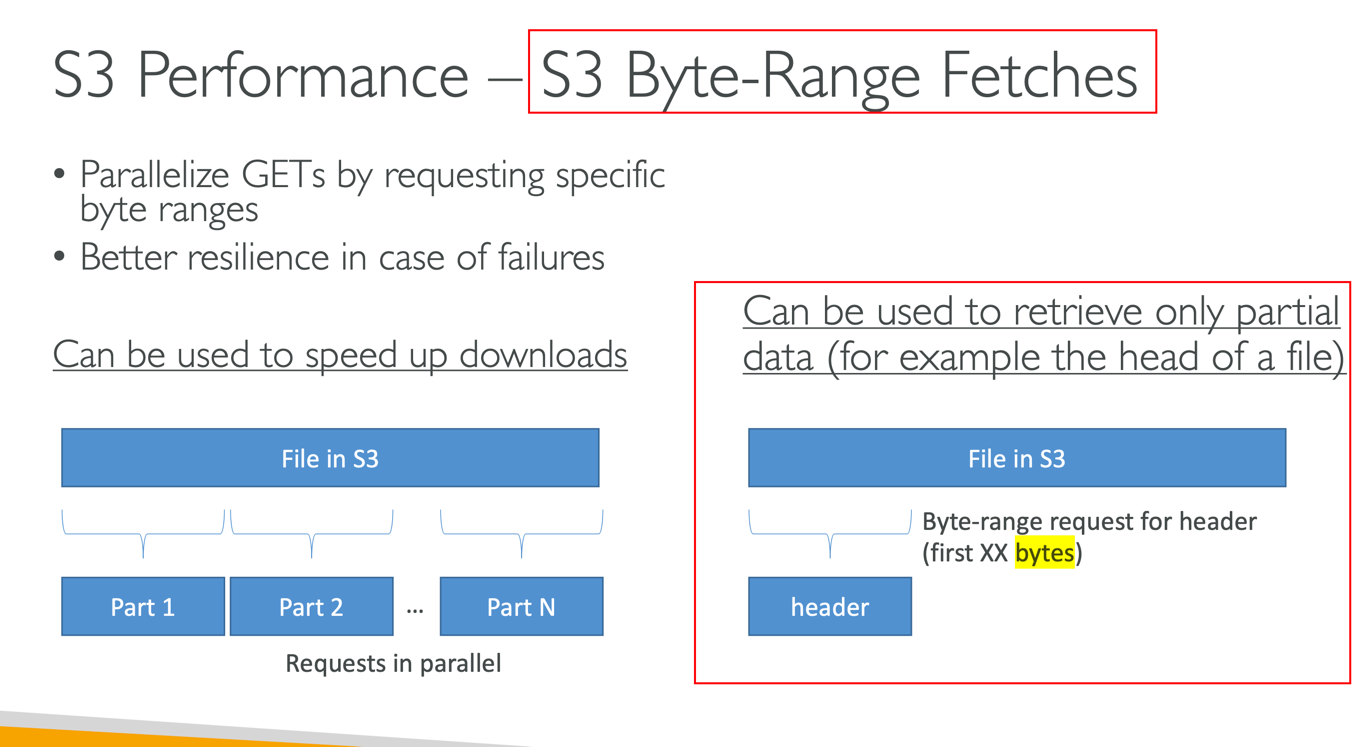 S3 Performance – S3 Byte-Range Fetches
• Parallelize GETs by requesting specific
byte ranges
• Better resilience in case of failures
Can be used to speed up downloads
File in S3
Part 1
Part 2
...
Part N
Requests in parallel
Can be used to retrieve only partial
data (for example the head of a file)
File in S3
Byte-range request for header
(first XX bytes)
header